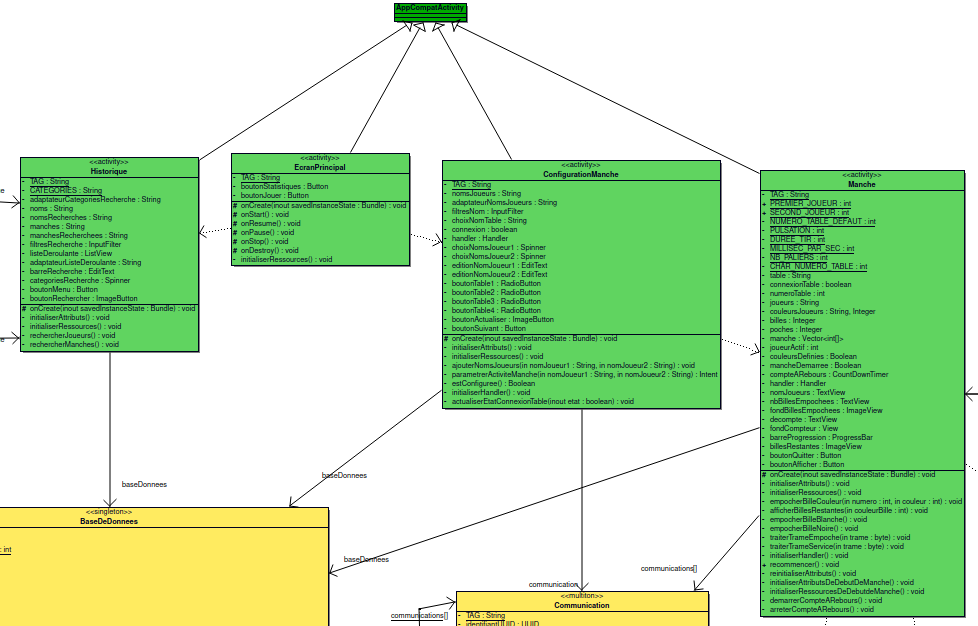 AppCompatActivity
<<activity>>
Historique
- TAG : String
- CATEGORIES : String
- adaptateurCategoriesRecherche : String
- noms : String
- nomsRecherches : String
- manches : String
- manchesRecherchees : String
- filtresRecherche : InputFilter
- listeDeroulante : ListView
- adaptateurListeDeroulante : String
- barreRecherche : EditText
- categoriesRecherche : Spinner
- boutonMenu : Button
- boutonRechercher : ImageButton
# onCreate(inout savedInstanceState : Bundle) : void
- initialiserAttributs() : void
- initialiserRessources() : void
- rechercherJoueurs() : void
- rechercherManches() : void
<<activity>>
EcranPrincipal
- TAG : String
- boutonStatistiques : Button
- boutonJouer : Button
# onCreate(inout savedInstanceState : Bundle) : void
# onStart() : void
# onResume() : void
# onPause() : void
# onStop() : void
# onDestroy() : void
- initialiserRessources() : void
<<activity>>
ConfigurationManche
- TAG : String
- nomsJoueurs : String
- adaptateurNomsJoueurs : String
- filtresNom : InputFilter
- choixNomTable : String
- connexion : boolean
- handler : Handler
- choixNomsJoueur1 : Spinner
- choixNomsJoueur2 : Spinner
- editionNomJoueur1 : EditText
- editionNomJoueur2 : EditText
- boutonTable1 : RadioButton
- boutonTable2 : RadioButton
- boutonTable3 : RadioButton
- boutonTable4 : RadioButton
- boutonActualiser : ImageButton
- boutonSuivant : Button
# onCreate(inout savedInstanceState : Bundle) : void
- initialiserAttributs() : void
- initialiserRessources() : void
- ajouterNomsJoueurs(in nomJoueur1 : String, in nomJoueur2 : String) : void
- parametrerActiviteManche(in nomJoueur1 : String, in nomJoueur2 : String) : Intent
- estConfiguree() : Boolean
- initialiserHandler() : void
- actualiserEtatConnexionTable(inout etat : boolean) : void
<<activity>>
Manche
- TAG : String
+ PREMIER_JOUEUR : int
+ SECOND_JOUEUR : int
- NUMERO_TABLE_DEFAUT : int
- PULSATION : int
- DUREE_TIR : int
- MILLISEC_PAR_SEC : int
- NB_PALIERS : int
- CHAR_NUMERO_TABLE : int
- table : String
- connexionTable : boolean
- numeroTable : int
- joueurs : String
- couleursJoueurs : String, Integer
- billes : Integer
- poches : Integer
- manche : Vector<int[]>
- joueurActif : int
- couleursDefinies : Boolean
- mancheDemarree : Boolean
- compteARebours : CountDownTimer
- handler : Handler
- nomJoueurs : TextView
- nbBillesEmpochees : TextView
- fondBillesEmpochees : ImageView
- decompte : TextView
- fondCompteur : View
- barreProgression : ProgressBar
- billesRestantes : ImageView
- boutonQuitter : Button
- boutonAfficher : Button
# onCreate(inout savedInstanceState : Bundle) : void
- initialiserAttributs() : void
- initialiserRessources() : void
- empocherBilleCouleur(in numero : int, in couleur : int) : void
- afficherBillesRestantes(in couleurBille : int) : void
- empocherBilleBlanche() : void
- empocherBilleNoire() : void
- traiterTrameEmpoche(in trame : byte) : void
- traiterTrameService(in trame : byte) : void
- initialiserHandler() : void
+ recommencer() : void
- reinitialiserAttributs() : void
- initialiserAttributsDeDebutDeManche() : void
- initialiserRessourcesDeDebutdeManche() : void
- demarrerCompteARebours() : void
- arreterCompteARebours() : void
e
e
baseDonnees
baseDonnees
baseDonnees
<<singleton>>
BaseDeDonnees
: int
communication
communications[]
communications[]
<<multiton>>
Communication
- TAG : String
- identifiantUUID : UUID